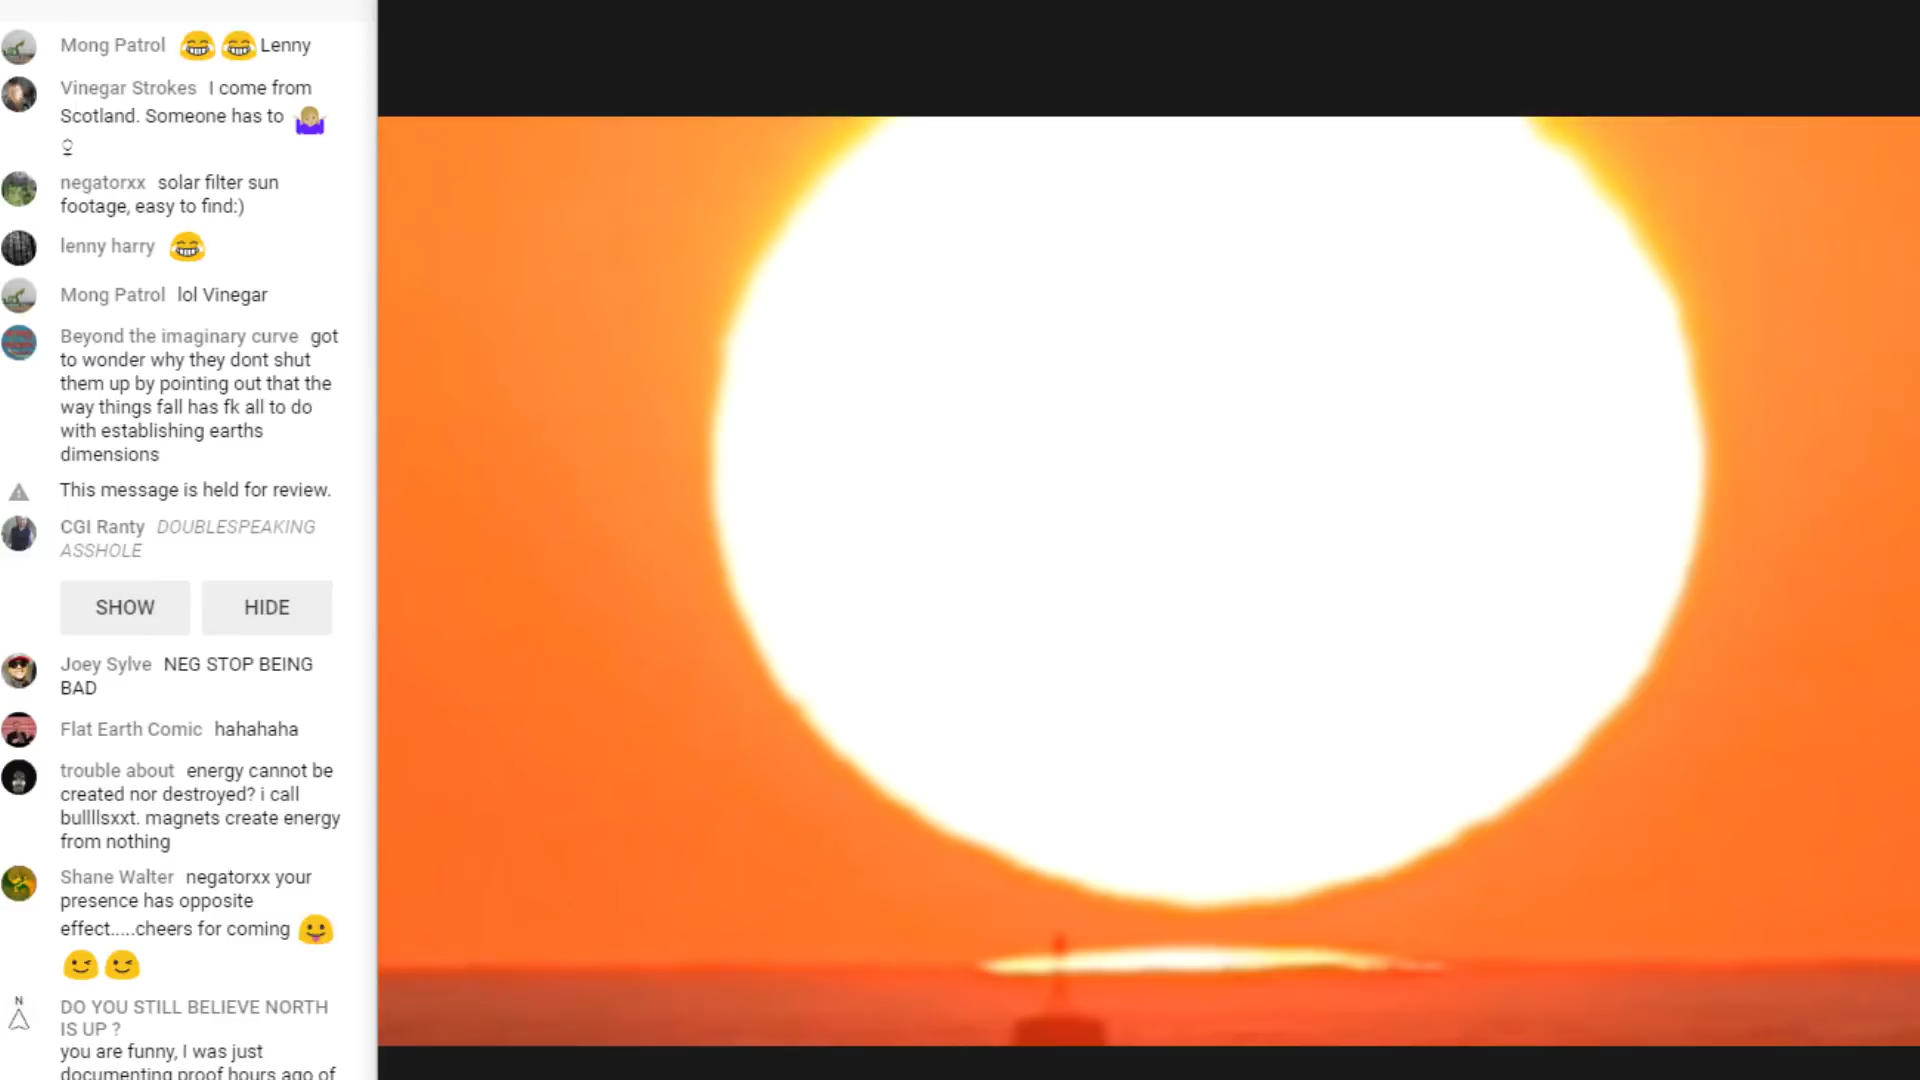 Mong Patrol 😂😂Lenny
Vinegar Strokes I come from
Scotland. Someone has to 🤷🏼
♀
negatorxx solar filter sun
footage, easy to find:)
lenny harry 😂
Mong Patrol lol Vinegar
Beyond the imaginary curve got
to wonder why they dont shut
them up by pointing out that the
way things fall has fk all to do
with establishing earths
dimensions
This message is held for review.
CGI Ranty DOUBLESPEAKING
ASSHOLE
SHOW HIDE
Joey Sylve NEG STOP BEING
BAD
Flat Earth Comic hahahaha
trouble about energy cannot be
created nor destroyed? i call
bullllsxxt. magnets create energy
from nothing
Shane Walter negatorxx your
presence has opposite
effect.....cheers for coming 😛
😉😉
N
DO YOU STILL BELIEVE NORTH
IS UP ?
you are funny, I was just
documenting proof hours ago of